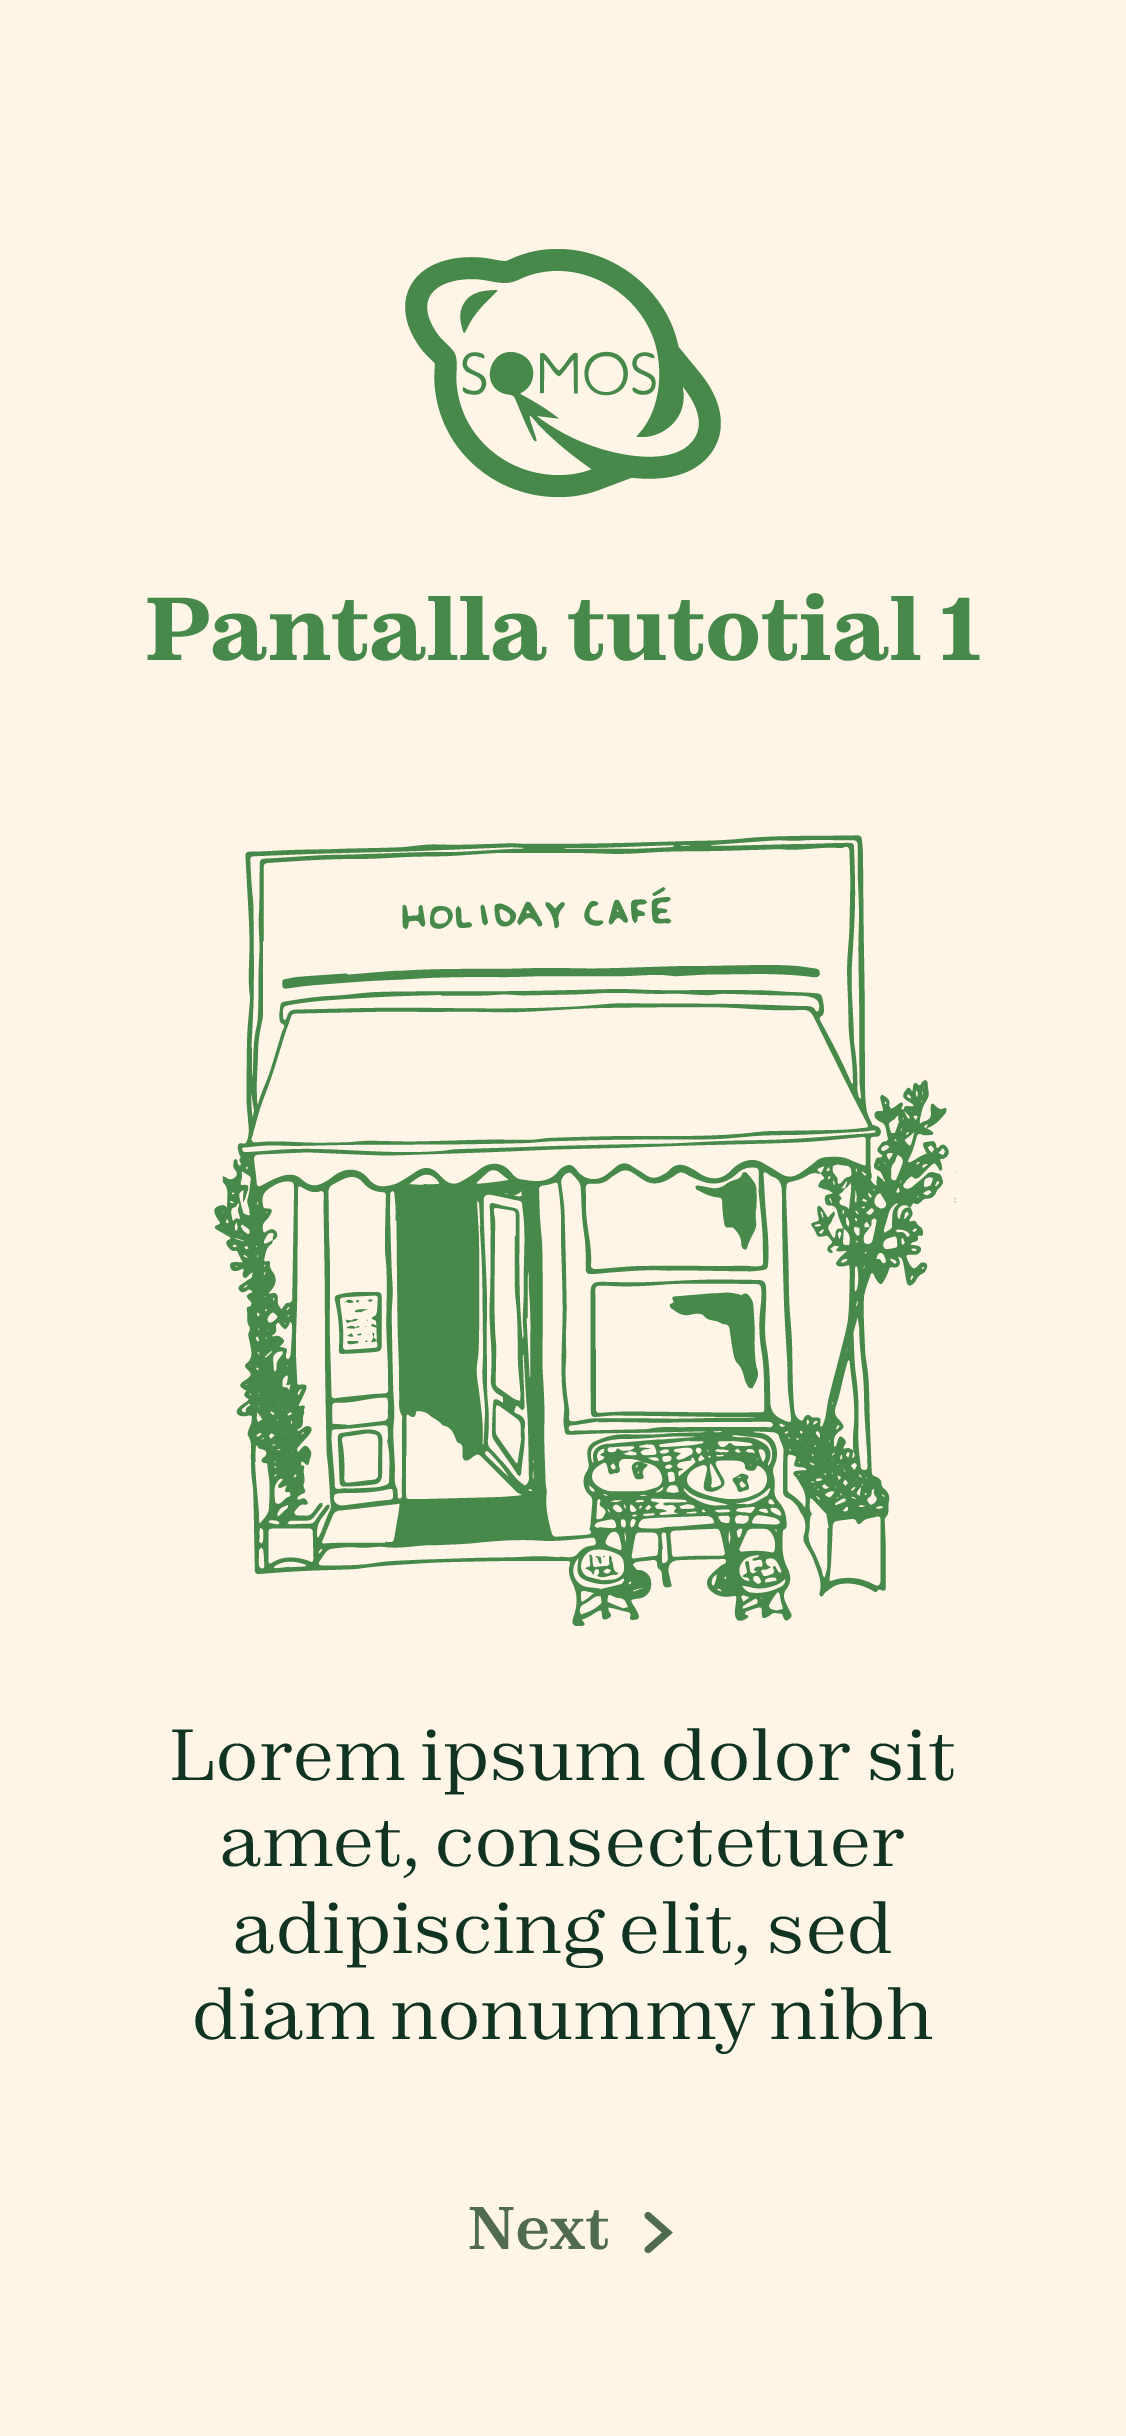 SOMOS
Pantalla tutotial 1
HOLIDAY CAFÉ
Lorem ipsum dolor sit
amet, consectetuer
adipiscing elit, sed
diam nonummy nibh
Next >